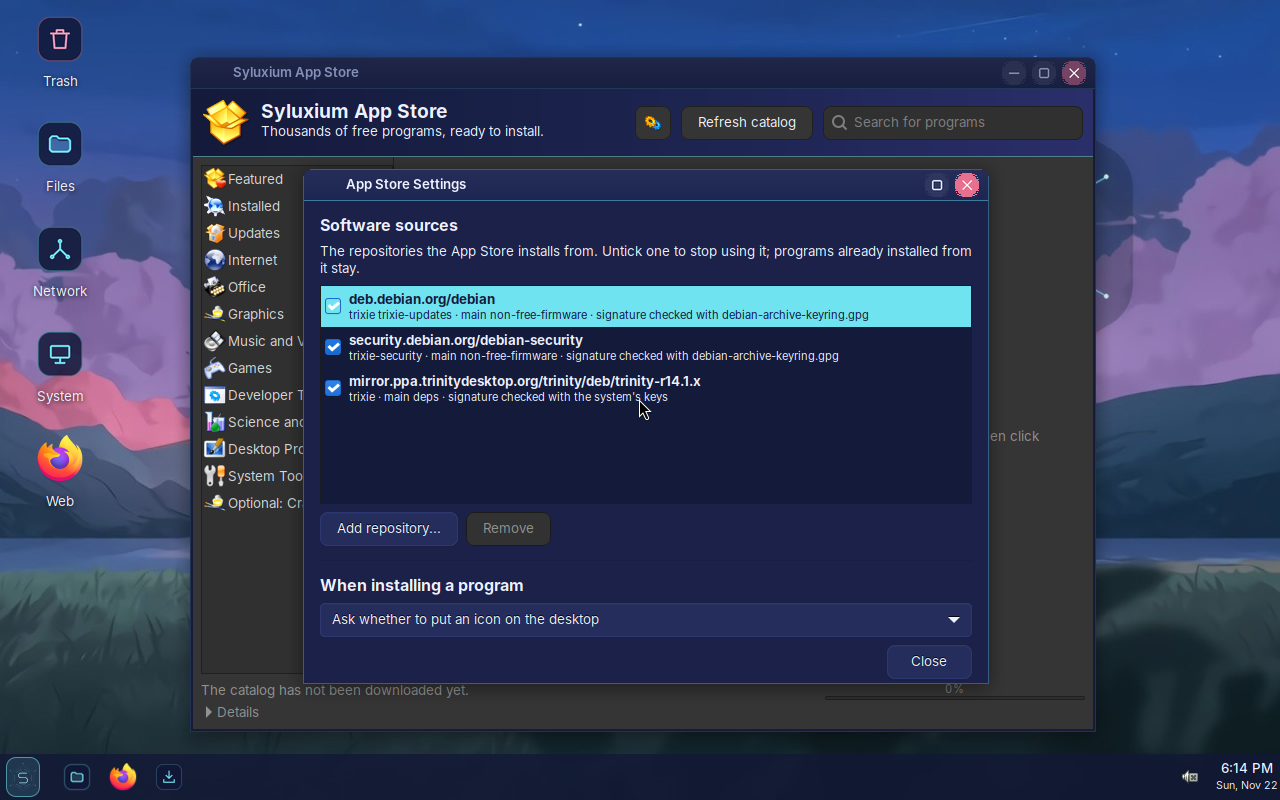 Trash
Files
Network
System
Web
Syluxium App Store
Syluxium App Store
Thousands of free programs, ready to install.
Refresh catalog
Search for programs
Featured
Installed
Updates
Internet
Office
Graphics
Music and V
Games
Developer T
Science and
Desktop Pro
System Too
Optional: Cr
App Store Settings
Software sources
The repositories the App Store installs from. Untick one to stop using it; programs already installed from
it stay.
deb.debian.org/debian
trixie trixie-updates · main non-free-firmware · signature checked with debian-archive-keyring.gpg
security.debian.org/debian-security
trixie-security · main non-free-firmware · signature checked with debian-archive-keyring.gpg
mirror.ppa.trinitydesktop.org/trinity/deb/trinity-r14.1.x
trixie · main deps · signature checked with the system's keys
en click
Add repository...
Remove
When installing a program
Ask whether to put an icon on the desktop
Close
The catalog has not been downloaded yet.
0%
Details
S
6:14 PM
Sun, Nov 22